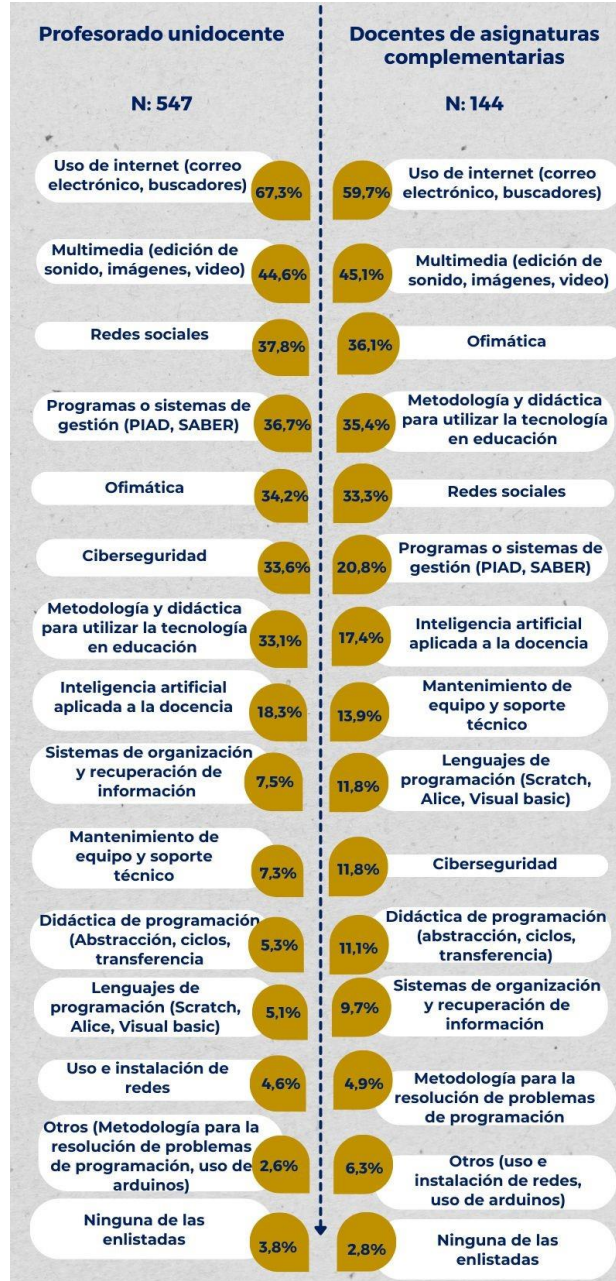 Profesorado unidocente
N: 547
Uso de internet (correo
electrónico, buscadores)
67,3%
Multimedia (edición de
sonido, imágenes, video)
44,6%
Redes sociales
37,8%
Programas o sistemas de
gestión (PIAD, SABER)
36,7%
Ofimática
34,2%
Ciberseguridad
33,6%
Metodología y didáctica
para utilizar la tecnología
en educación
33,1%
Inteligencia artificial
aplicada a la docencia
18,3%
Sistemas de organización
y recuperación de
información
7,5%
Mantenimiento de
equipo y soporte
técnico
7,3%
Didáctica de programación
(Abstracción, ciclos,
transferencia
5,3%
Lenguajes de
programación (Scratch,
Alice, Visual basic)
5,1%
Uso e instalación de
redes
4,6%
Otros (Metodología para la
resolución de problemas
de programación, uso de
arduinos)
2,6%
Ninguna de las
enlistadas
3,8%
Docentes de asignaturas
complementarias
N: 144
59,7%
Uso de internet (correo
electrónico, buscadores)
45,1%
Multimedia (edición
de sonido, imágenes, video)
36,1%
Ofimática
35,4%
Metodología y didáctica
para utilizar la tecnología
en educación
33,3%
Redes sociales
20,8%
Programas o sistemas de
gestión (PIAD, SABER)
17,4%
Inteligencia artificial
aplicada a la docencia
13,9%
Mantenimiento de
equipo y soporte
técnico
11,8%
Lenguajes de
programación (Scratch,
Alice, Visual basic)
11,8%
Ciberseguridad
11,1%
Didáctica de programación
(abstracción, ciclos,
transferencia)
9,7%
Sistemas de organización
y recuperación de
información
4,9%
Metodología para la
resolución de problemas
de programación
6,3%
Otros (uso e
instalación de redes,
uso de arduinos)
2,8%
Ninguna de las
enlistadas